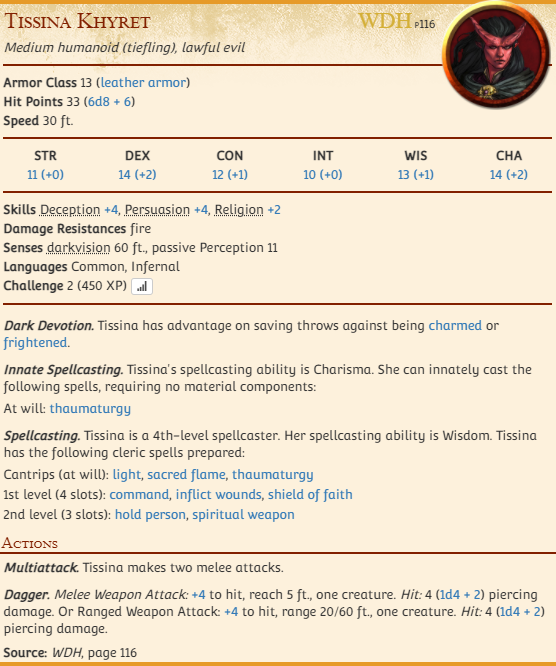 Tissina Khyret
WDH p116
Medium humanoid (tiefling), lawful evil
Armor Class 13 (leather armor)
Hit Points 33 (6d8 + 6)
Speed 30 ft.
STR DEX CON INT WIS CHA
11 (+0) 14 (+2) 12 (+1) 10 (+0) 13 (+1) 14 (+2)
Skills Deception +4, Persuasion +4, Religion +2
Damage Resistances fire
Senses darkvision 60 ft., passive Perception 11
Languages Common, Infernal
Challenge 2 (450 XP)
Dark Devotion. Tissina has advantage on saving throws against being charmed or
frightened.
Innate Spellcasting. Tissina's spellcasting ability is Charisma. She can innately cast the
following spells, requiring no material components:
At will: thaumaturgy
Spellcasting. Tissina is a 4th-level spellcaster. Her spellcasting ability is Wisdom. Tissina
has the following cleric spells prepared:
Cantrips (at will): light, sacred flame, thaumaturgy
1st level (4 slots): command, inflict wounds, shield of faith
2nd level (3 slots): hold person, spiritual weapon
Actions
Multiattack. Tissina makes two melee attacks.
Dagger. Melee Weapon Attack: +4 to hit, reach 5 ft., one creature. Hit: 4 (1d4 + 2) piercing
damage. Or Ranged Weapon Attack: +4 to hit, range 20/60 ft., one creature. Hit: 4 (1d4 + 2)
piercing damage.
Source: WDH, page 116